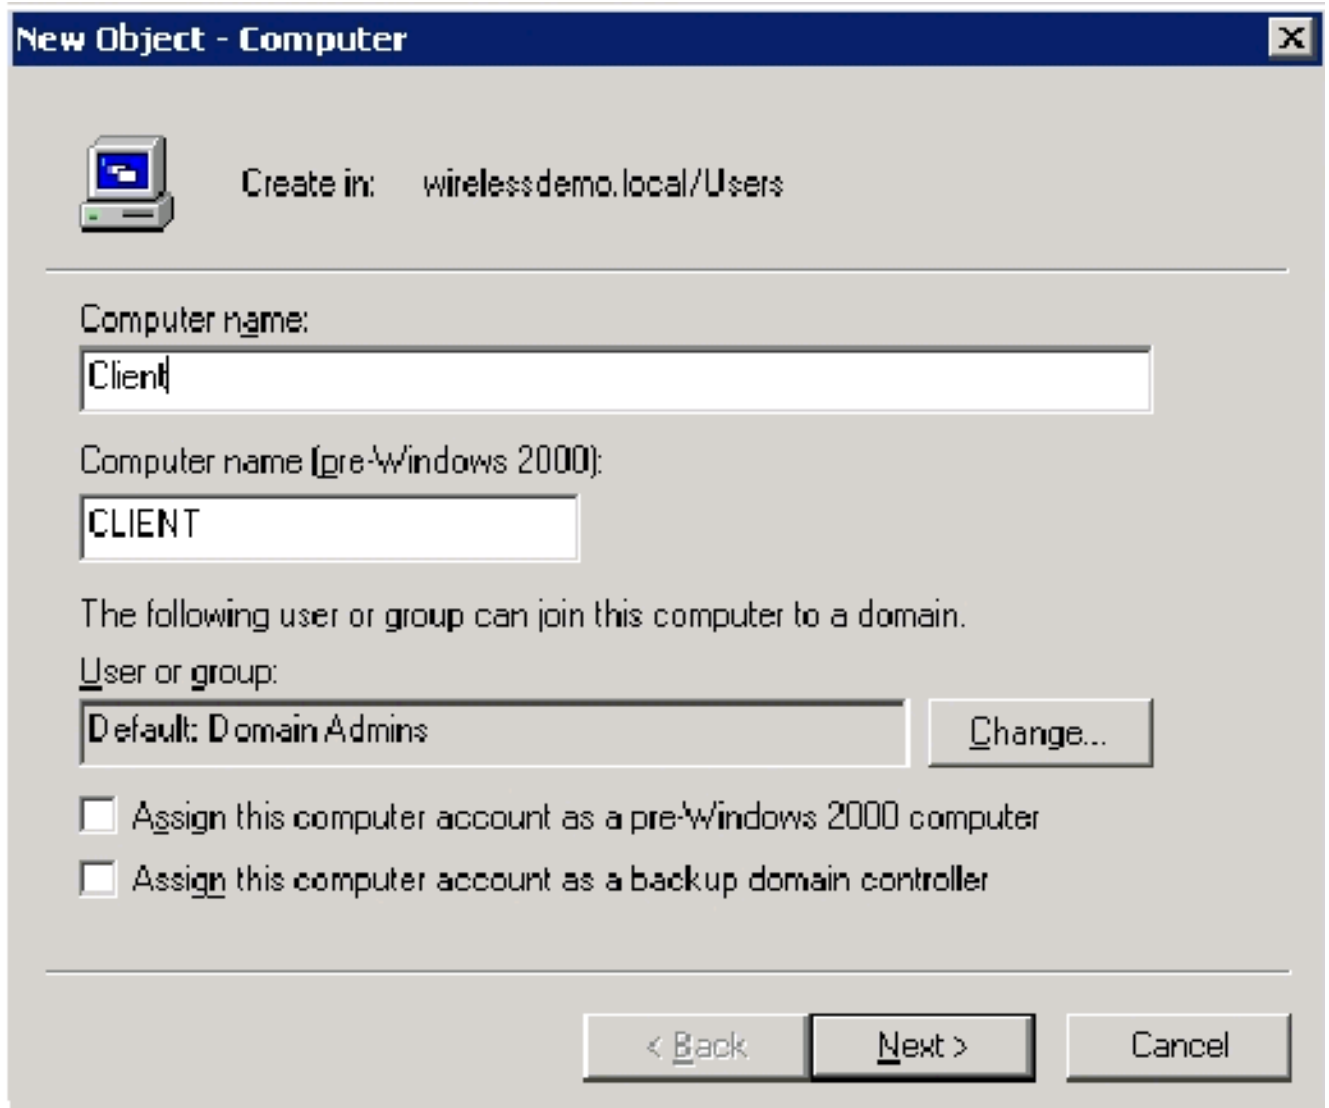 New Object - Computer
Create in: wirelessdemo.local/Users
Computer name:
Client
Computer name (pre-Windows 2000):
CLIENT
The following user or group can join this computer to a domain.
User or group:
Default: Domain Admins
Change...
Assign this computer account as a pre-Windows 2000 computer
Assign this computer account as a backup domain controller
< Back Next > Cancel